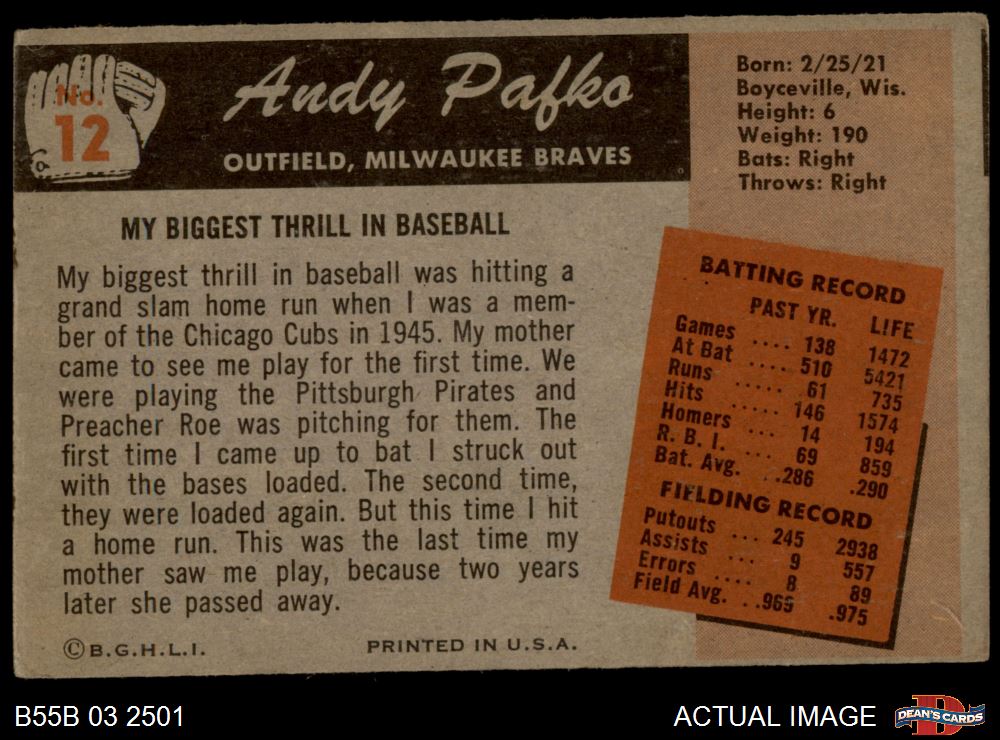 No.
12
Andy Pafko
OUTFIELD, MILWAUKEE BRAVES
Born: 2/25/21
Boyceville, Wis.
Height: 6
Weight: 190
Bats: Right
Throws: Right
MY BIGGEST THRILL IN BASEBALL
My biggest thrill in baseball was hitting a
grand slam home run when I was a mem-
ber of the Chicago Cubs in 1945. My mother
came to see me play for the first time. We
were playing the Pittsburgh Pirates and
Preacher Roe was pitching for them. The
first time I came up to bat I struck out
with the bases loaded. The second time,
they were loaded again. But this time I hit
a home run. This was the last time my
mother saw me play, because two years
later she passed away.
© B.G.H.L.I.
PRINTED IN U.S.A.
BATTING RECORD
PAST YR. LIFE
Games .... 138 1472
At Bat .... 510 5421
Runs ..... 61 735
Hits ..... 146 1574
Homers ... 14 194
R. B. I. ... 69 859
Bat. Avg. ..286 .290
FIELDING RECORD
Putouts ... 245 2938
Assists ... 9 557
Errors .... 8 89
Field Avg. ..969 .975
B55B 03 2501
ACTUAL IMAGE
D
DEAN'S CARDS